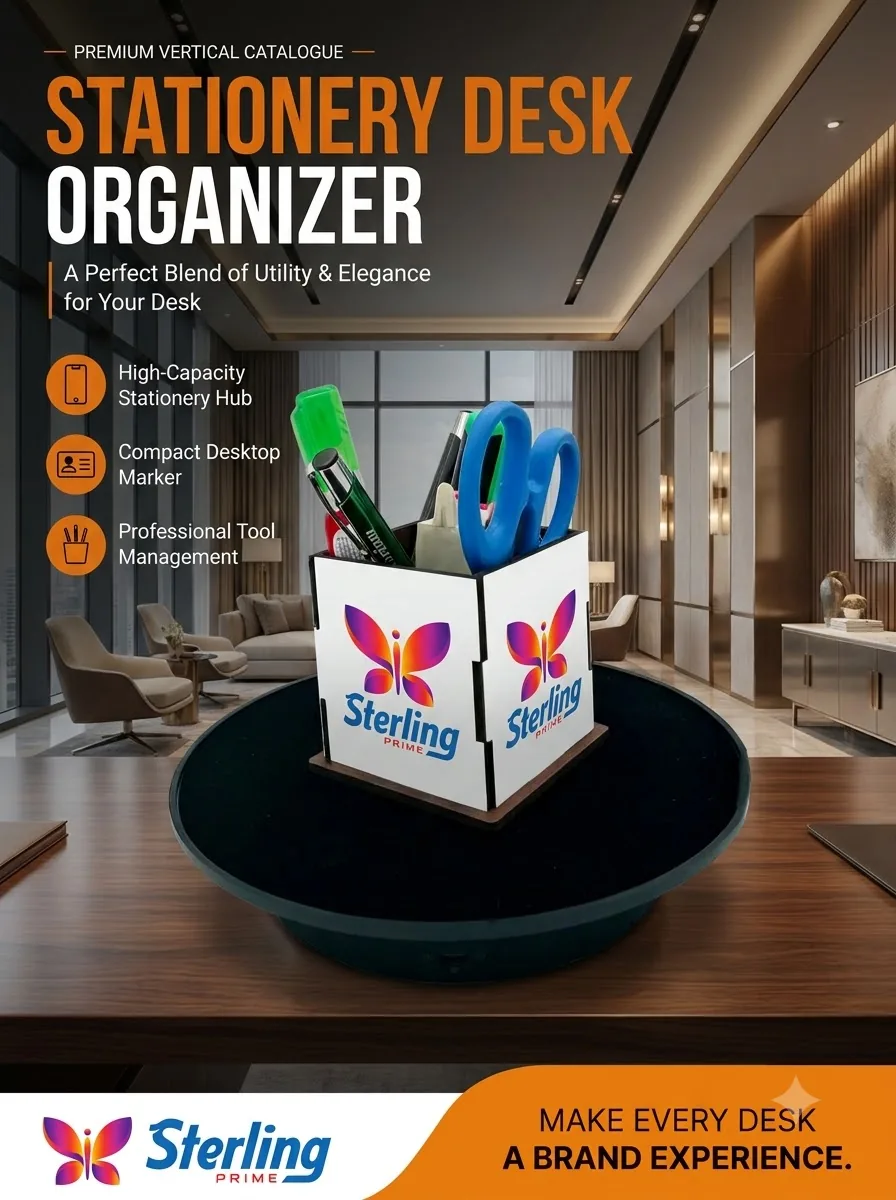 PREMIUM VERTICAL CATALOGUE
STATIONERY DESK
ORGANIZER
A Perfect Blend of Utility & Elegance
for Your Desk
High-Capacity
Stationery Hub
Compact Desktop
Marker
Professional Tool
Management
Sterling
PRIME
Sterling
PRIME
Sterling
PRIME
MAKE EVERY DESK
A BRAND EXPERIENCE.